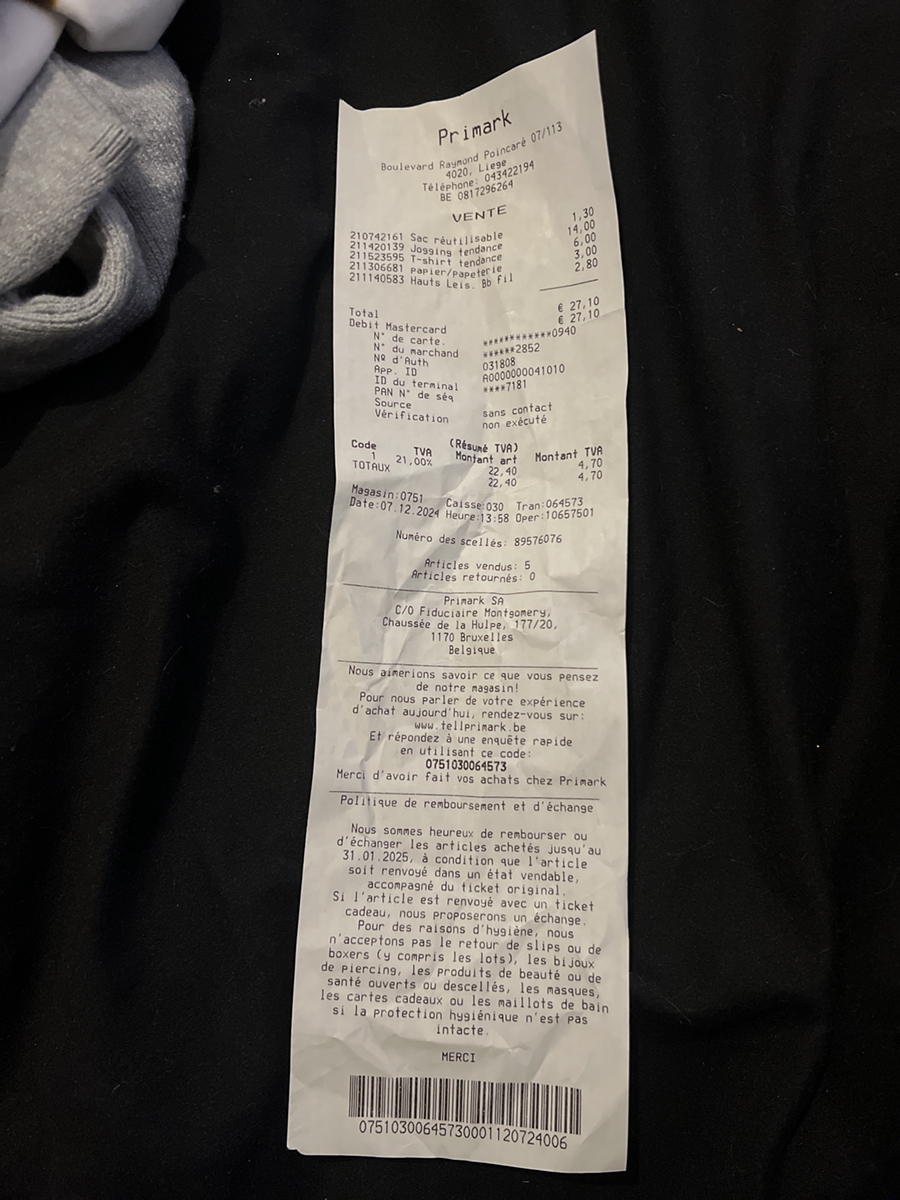 Primark
Boulevard Raymond Poincaré 07/113
4020, Liege
Téléphone: 043422194
BE 0817296264
VENTE
210742161 Sac réutilisable 1,30
211420139 Jogging tendance 14,00
211523595 T-shirt tendance 6,00
211306681 papier/papeterie 3,00
211140583 Hauts Leis. Bb fil 2,80
Total € 27,10
Debit Mastercard € 27,10
N° de carte. ************0940
N° du marchand ******2852
Nº d'Auth 031808
App. ID A0000000041010
ID du terminal ****7181
PAN N° de séq
Source sans contact
Vérification non exécuté
(Résumé TVA)
Code TVA Montant art Montant TVA
1 21,00% 22,40 4,70
TOTAUX 22,40 4,70
Magasin:0751 Caisse:030 Tran:064573
Date:07.12.2024 Heure:13:58 Oper:10657501
Numéro des scellés: 89576076
Articles vendus: 5
Articles retournés: 0
Primark SA
C/O Fiduciaire Montgomery,
Chaussée de la Hulpe, 177/20,
1170 Bruxelles
Belgique
Nous aimerions savoir ce que vous pensez
de notre magasin!
Pour nous parler de votre expérience
d'achat aujourd'hui, rendez-vous sur:
www.tellprimark.be
Et répondez à une enquête rapide
en utilisant ce code:
0751030064573
Merci d'avoir fait vos achats chez Primark
Politique de remboursement et d'échange
Nous sommes heureux de rembourser ou
d'échanger les articles achetés jusqu'au
31.01.2025, à condition que l'article
soit renvoyé dans un état vendable,
accompagné du ticket original.
Si l'article est renvoyé avec un ticket
cadeau, nous proposerons un échange.
Pour des raisons d'hygiène, nous
n'acceptons pas le retour de slips ou de
boxers (y compris les lots), les bijoux
de piercing, les produits de beauté ou de
santé ouverts ou descellés, les masques,
les cartes cadeaux ou les maillots de bain
si la protection hygiénique n'est pas
intacte.
MERCI
07510300645730001120724006